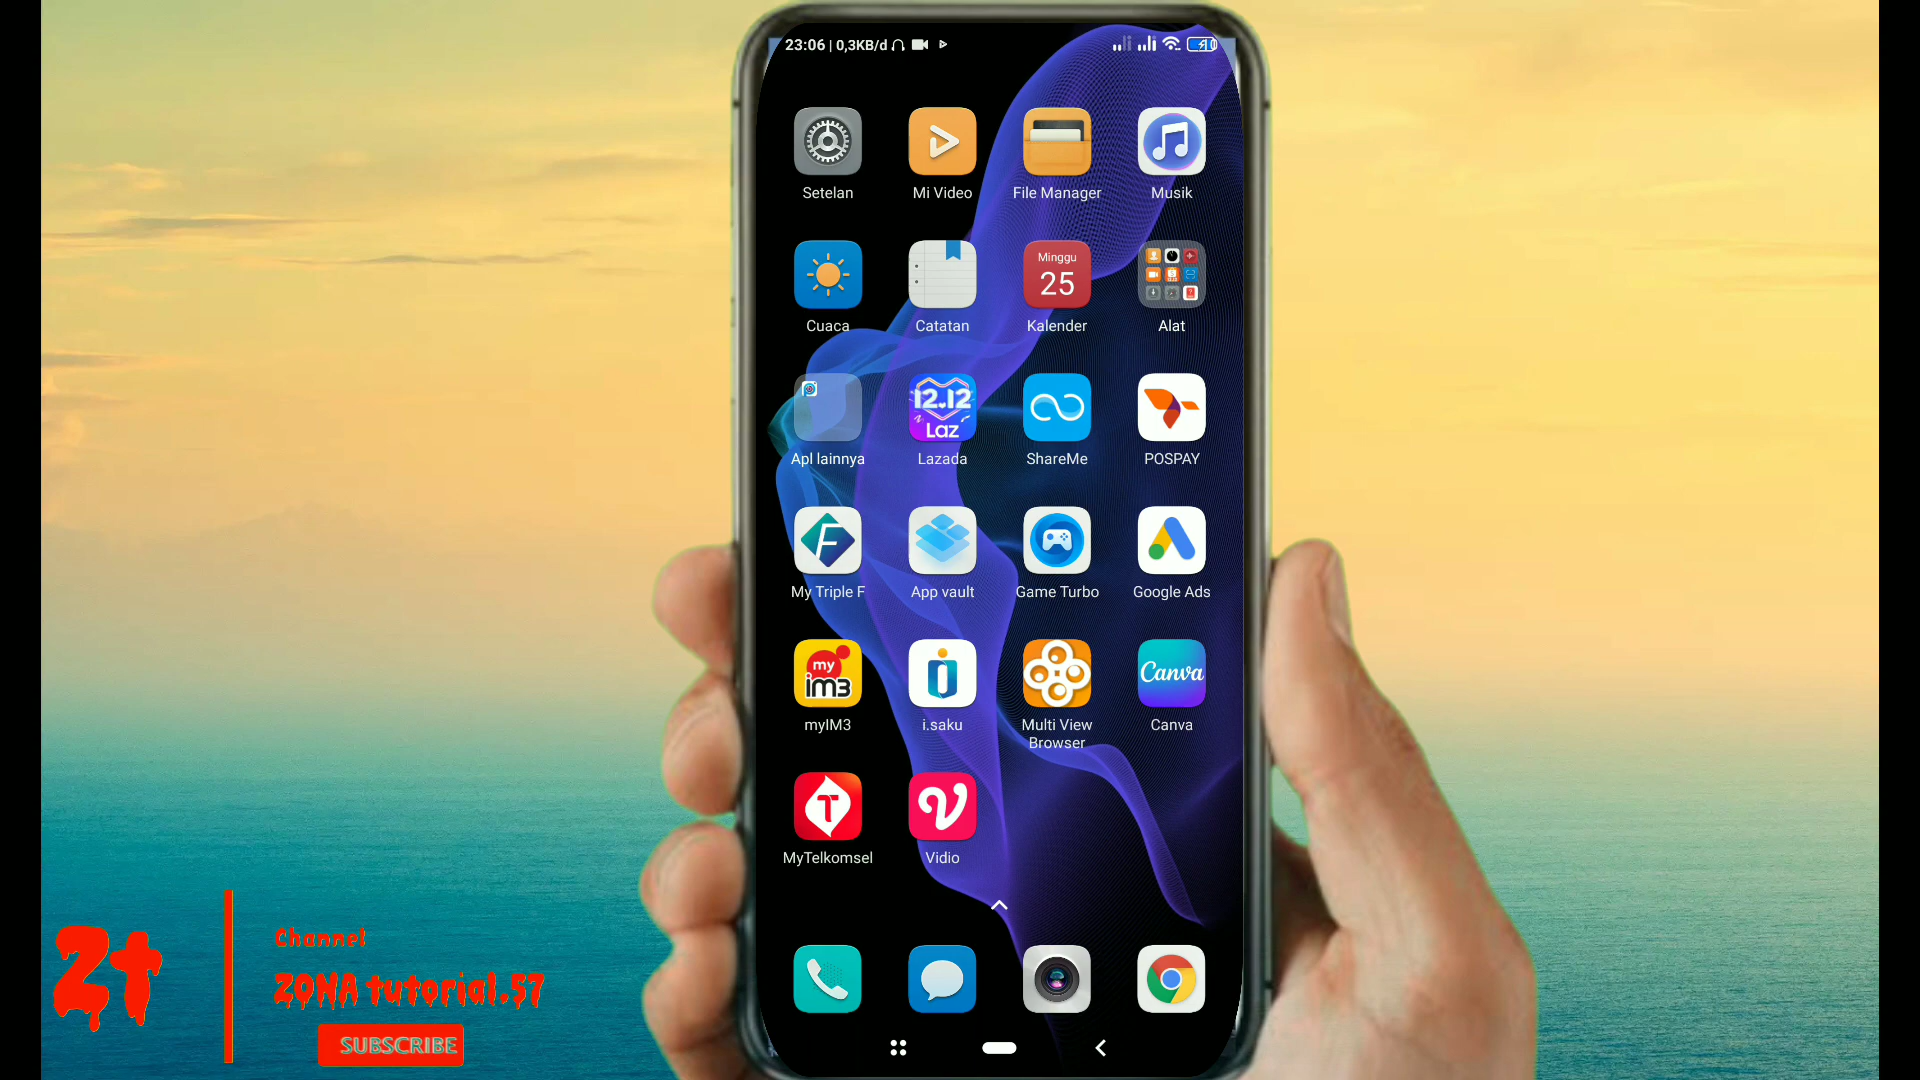 23:06 | 0,3KB/d
Setelan
Mi Video
File Manager
Musik
Minggu
25
Cuaca
Catatan
Kalender
Alat
12.12
Laz
Apl lainnya
Lazada
ShareMe
POSPAY
F
My Triple F
App vault
Game Turbo
Google Ads
my
im3
Canva
myIM3
i.saku
Multi View
Browser
Canva
T
MyTelkomsel
Vidio
Zt
Channel
ZONA tutorial.57
SUBSCRIBE